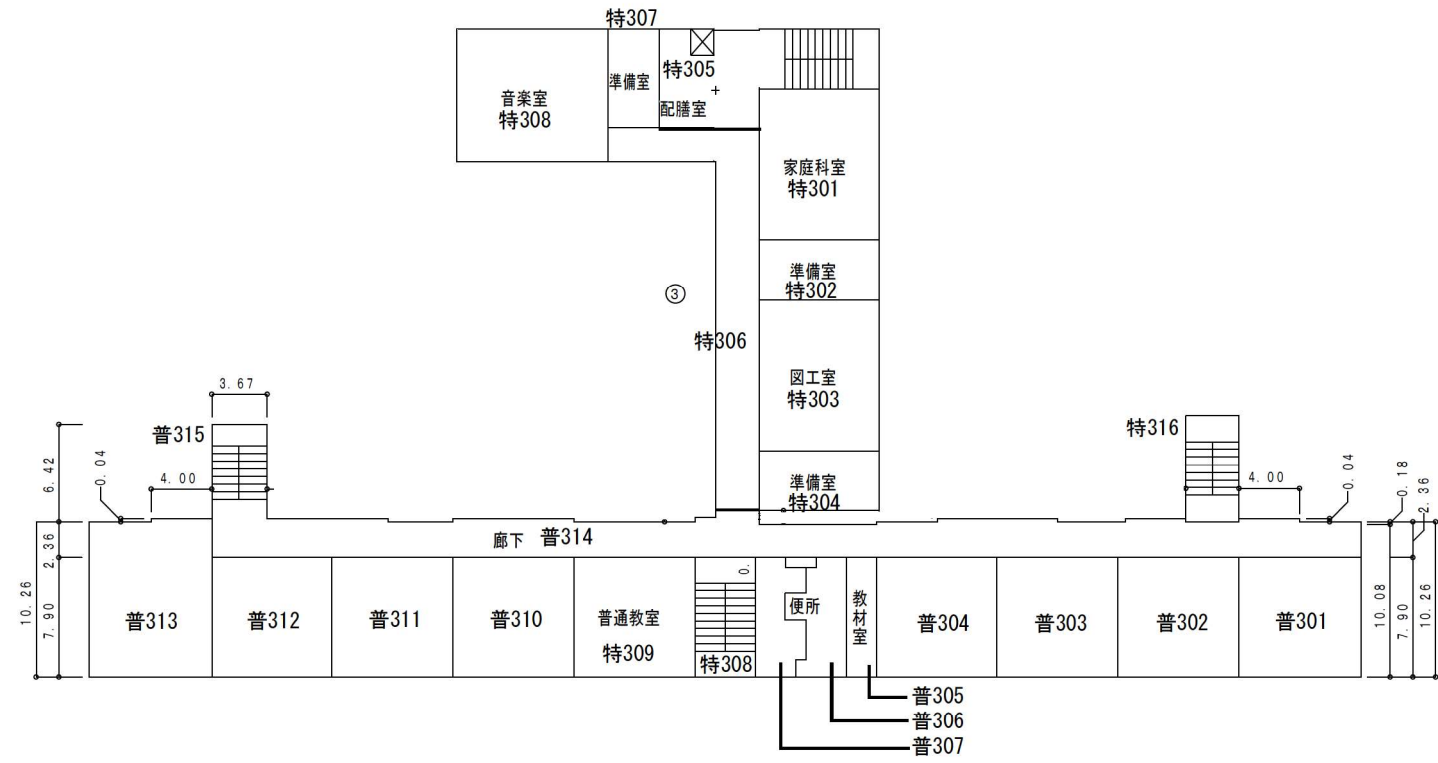 特307
準備室
特305
配膳室
音楽室
特308
家庭科室
特301
準備室
特302
③
特306
図工室
特303
準備室
特304
3.67
普315
6.42
0.04
4.00
特316
4.00
0.04
0.18
2.36
廊下 普314
10.26
2.36
7.90
普313
普312
普311
普310
普通教室
特309
特308
0.
便所
教材室
普304
普303
普302
普301
10.08
7.90
10.26
普305
普306
普307